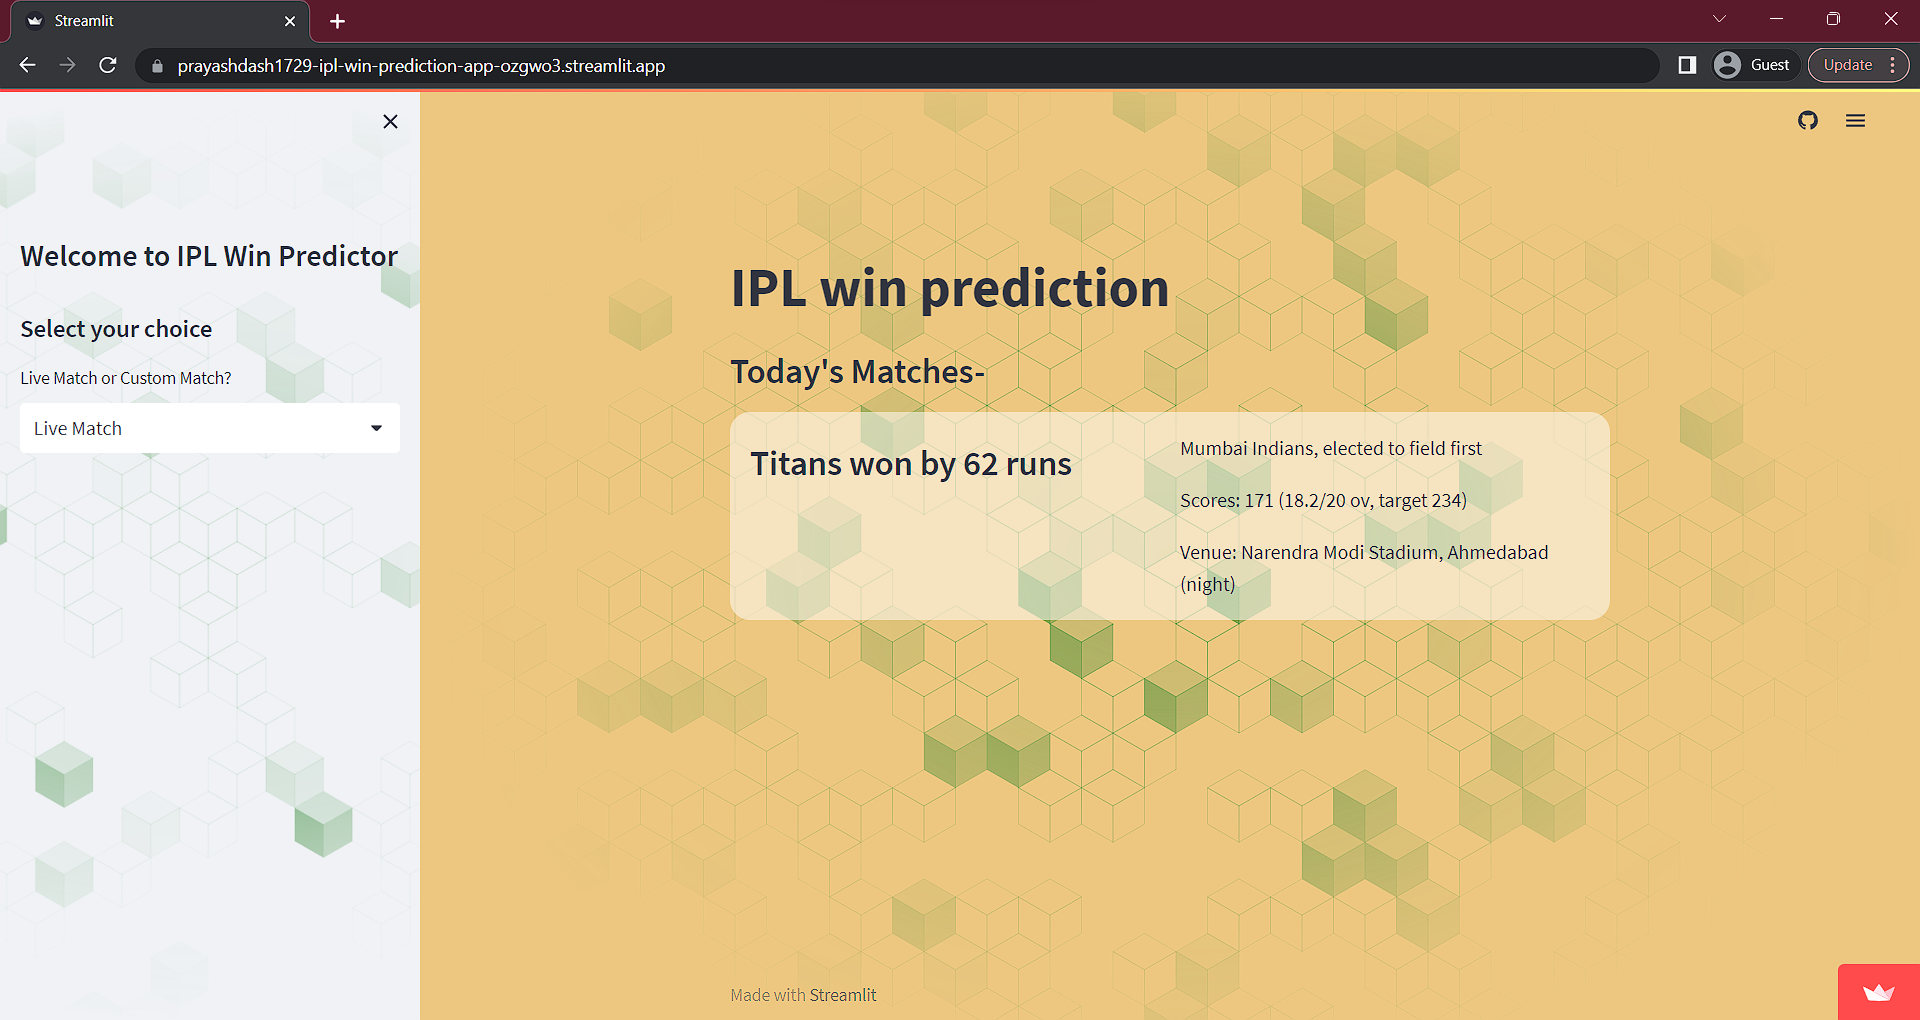 Streamlit
prayashdash1729-ipl-win-prediction-app-ozgwo3.streamlit.app
Guest
Update
Welcome to IPL Win Predictor
Select your choice
Live Match or Custom Match?
Live Match
IPL win prediction
Today's Matches-
Titans won by 62 runs
Mumbai Indians, elected to field first
Scores: 171 (18.2/20 ov, target 234)
Venue: Narendra Modi Stadium, Ahmedabad
(night)
Made with Streamlit